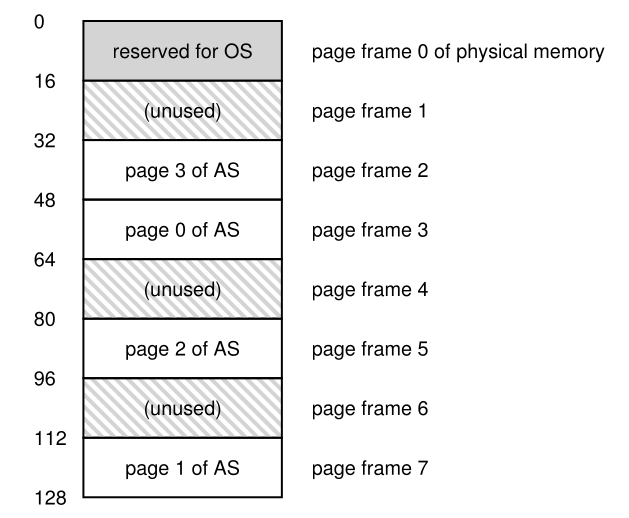 0
reserved for OS page frame 0 of physical memory
16
(unused) page frame 1
32
page 3 of AS page frame 2
48
page 0 of AS page frame 3
64
(unused) page frame 4
80
page 2 of AS page frame 5
96
(unused) page frame 6
112
page 1 of AS page frame 7
128